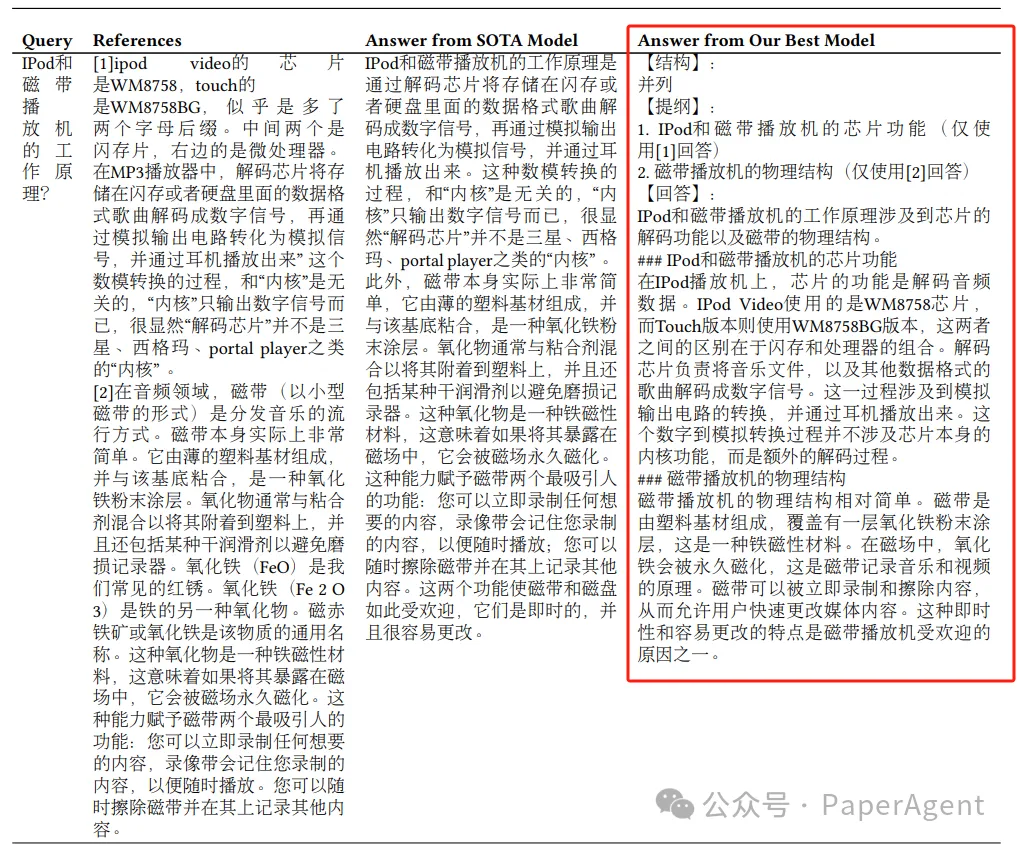 Query
IPod和
磁带
播
放机
的工
作原
理？
References
[1]ipod video的芯片
是WM8758，touch的
是WM8758BG，似乎是多了
两个字母后缀。中间两个是
闪存片，右边的是微处理器。
在MP3播放器中，解码芯片将存
储在闪存或者硬盘里面的数据格
式歌曲解码成数字信号，再通
过模拟输出电路转化为模拟信
号，并通过耳机播放出来” 这个
数模转换的过程，和“内核”是无
关的，“内核”只输出数字信号而
已，很显然“解码芯片”并不是三
星、西格玛、portal player之类
的“内核” 。
[2]在音频领域，磁带（以小型
磁带的形式）是分发音乐的流
行方式。磁带本身实际上非常
简单。它由薄的塑料基材组成，
并与该基底粘合，是一种氧化
铁粉末涂层。氧化物通常与粘合
剂混合以将其附着到塑料上，并
且还包括某种干润滑剂以避免磨
损记录器。氧化铁（FeO）是我
们常见的红锈。氧化铁（Fe 2 O
3）是铁的另一种氧化物。磁赤
铁矿或氧化铁是该物质的通用名
称。这种氧化物是一种铁磁性材
料，这意味着如果将其暴露在磁
场中，它会被磁场永久磁化。这
种能力赋予磁带两个最吸引人的
功能：您可以立即录制任何想要
的内容，录像带会记住您录制的
内容，以便随时播放。您可以随
时擦除磁带并在其上记录其他内
容。
Answer from SOTA Model
IPod和磁带播放机的工作原理是
通过解码芯片将存储在闪存或
者硬盘里面的数据格式歌曲解
码成数字信号，再通过模拟输出
电路转化为模拟信号，并通过耳
机播放出来。这种数模转换的
过程，和“内核”是无关的，“内
核”只输出数字信号而已，很显
然“解码芯片”并不是三星、西格
玛、portal player之类的“内核” 。
此外，磁带本身实际上非常简
单，它由薄的塑料基材组成，并
与该基底粘合，是一种氧化铁粉
末涂层。氧化物通常与粘合剂混
合以将其附着到塑料上，并且还
包括某种干润滑剂以避免磨损记
录器。这种氧化物是一种铁磁性
材料，这意味着如果将其暴露在
磁场中，它会被磁场永久磁化。
这种能力赋予磁带两个最吸引人
的功能：您可以立即录制任何想
要的内容，录像带会记住您录制
的内容，以便随时播放；您可以
随时擦除磁带并在其上记录其他
内容。这两个功能使磁带和磁盘
如此受欢迎，它们是即时的，并
且很容易更改。
Answer from Our Best Model
【结构】：
并列
【提纲】：
1. IPod和磁带播放机的芯片功能（仅使
用[1]回答）
2. 磁带播放机的物理结构（仅使用[2]回答）
【回答】：
IPod和磁带播放机的工作原理涉及到芯片的
解码功能以及磁带的物理结构。
### IPod和磁带播放机的芯片功能
在IPod播放机上，芯片的功能是解码音频
数据。IPod Video使用的是WM8758芯片，
而Touch版本则使用WM8758BG版本，这两者
之间的区别在于闪存和处理器的组合。解码
芯片负责将音乐文件，以及其他数据格式的
歌曲解码成数字信号。这一过程涉及到模拟
输出电路的转换，并通过耳机播放出来。这
个数字到模拟转换过程并不涉及芯片本身的
内核功能，而是额外的解码过程。
### 磁带播放机的物理结构
磁带播放机的物理结构相对简单。磁带是
由塑料基材组成，覆盖有一层氧化铁粉末涂
层，这是一种铁磁性材料。在磁场中，氧化
铁会被永久磁化，这是磁带记录音乐和视频
的原理。磁带可以被立即录制和擦除内容，
从而允许用户快速更改媒体内容。这种即时
性和容易更改的特点是磁带播放机受欢迎的
原因之一。
公众号 · PaperAgent